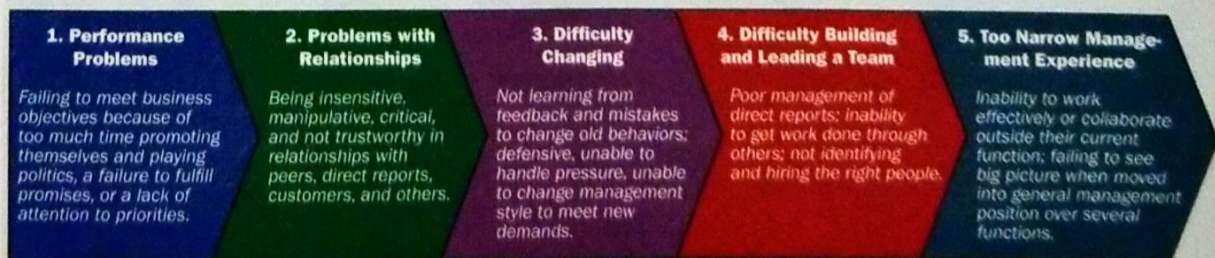 1. Performance
Problems
Failing to meet business
objectives because of
too much time promoting
themselves and playing
politics, a failure to fulfill
promises, or a lack of
attention to priorities.
2. Problems with
Relationships
Being insensitive,
manipulative, critical,
and not trustworthy in
relationships with
peers, direct reports,
customers, and others.
3. Difficulty
Changing
Not learning from
feedback and mistakes
to change old behaviors;
defensive, unable to
handle pressure, unable
to change management
style to meet new
demands.
4. Difficulty Building
and Leading a Team
Poor management of
direct reports; inability
to get work done through
others; not identifying
and hiring the right people.
5. Too Narrow Manage-
ment Experience
Inability to work
effectively or collaborate
outside their current
function; failing to see
big picture when moved
into general management
position over several
functions.